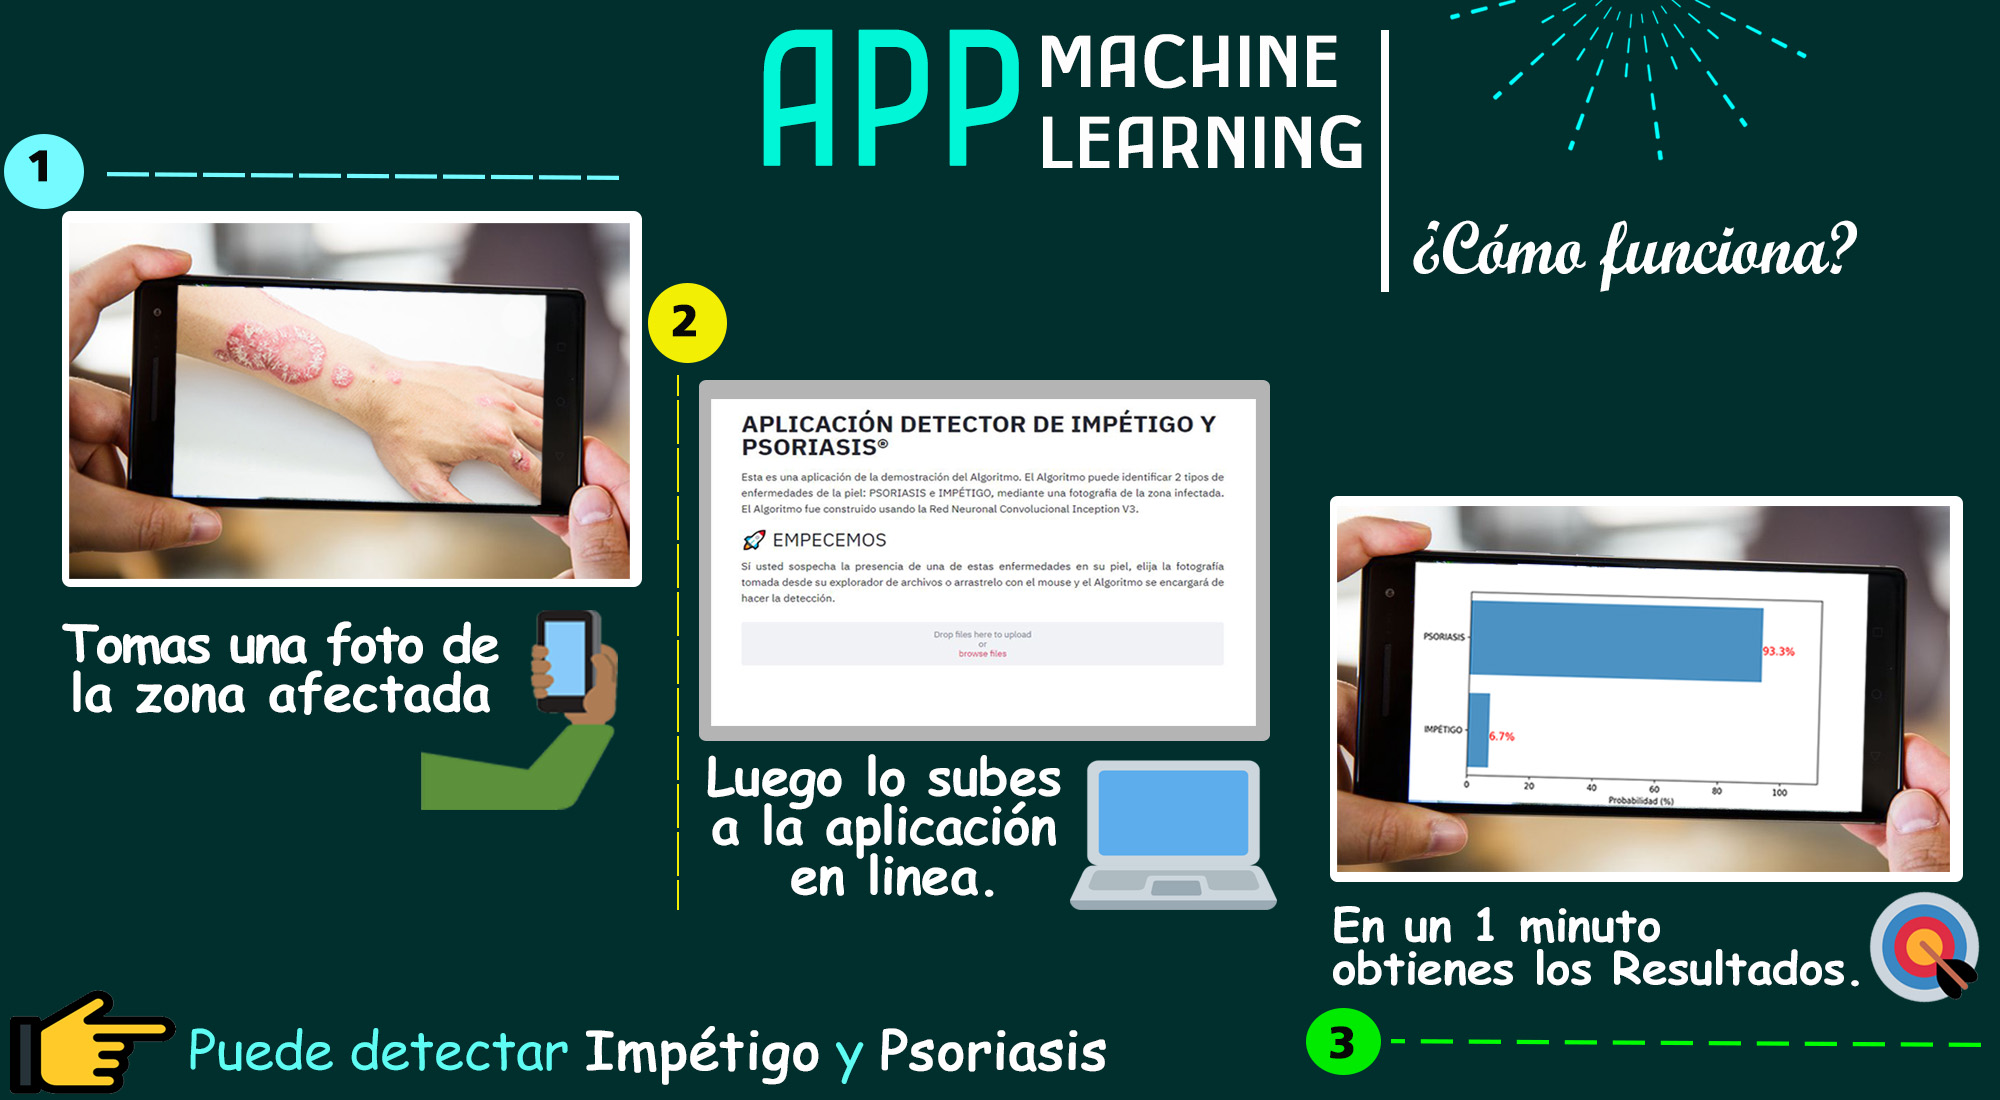 APP MACHINE
LEARNING
¿Cómo funciona?
1
Tomas una foto de
la zona afectada
2
APLICACIÓN DETECTOR DE IMPÉTIGO Y
PSORIASIS®
Esta es una aplicación de la demostración del Algoritmo. El Algoritmo puede identificar 2 tipos de
enfermedades de la piel: PSORIASIS e IMPÉTIGO, mediante una fotografia de la zona infectada.
El Algoritmo fue construido usando la Red Neuronal Convolucional Inception V3.
EMPECEMOS
Sí usted sospecha la presencia de una de estas enfermedades en su piel, elija la fotografía
tomada desde su explorador de archivos o arrastrelo con el mouse y el Algoritmo se encargará de
hacer la detección.
Drop files here to upload
or
browse files
Luego lo subes
a la aplicación
en linea.
PSORIASIS
93.3%
IMPÉTIGO
6.7%
0 20 40 60 80 100
Probabilidad (%)
En un 1 minuto
obtienes los Resultados.
3
Puede detectar Impétigo y Psoriasis